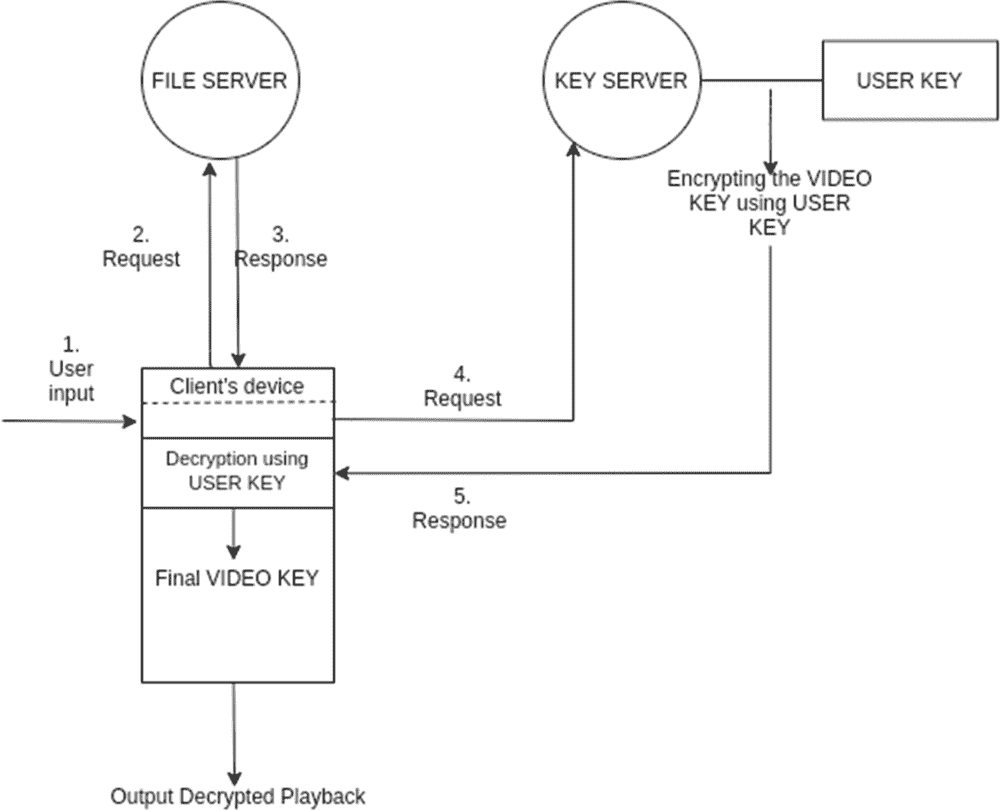 FILE SERVER
KEY SERVER
USER KEY
Encrypting the VIDEO
KEY using USER
KEY
2.
Request
3.
Response
1.
User
input
Client's device
4.
Request
Decryption using
USER KEY
5.
Response
Final VIDEO KEY
Output Decrypted Playback